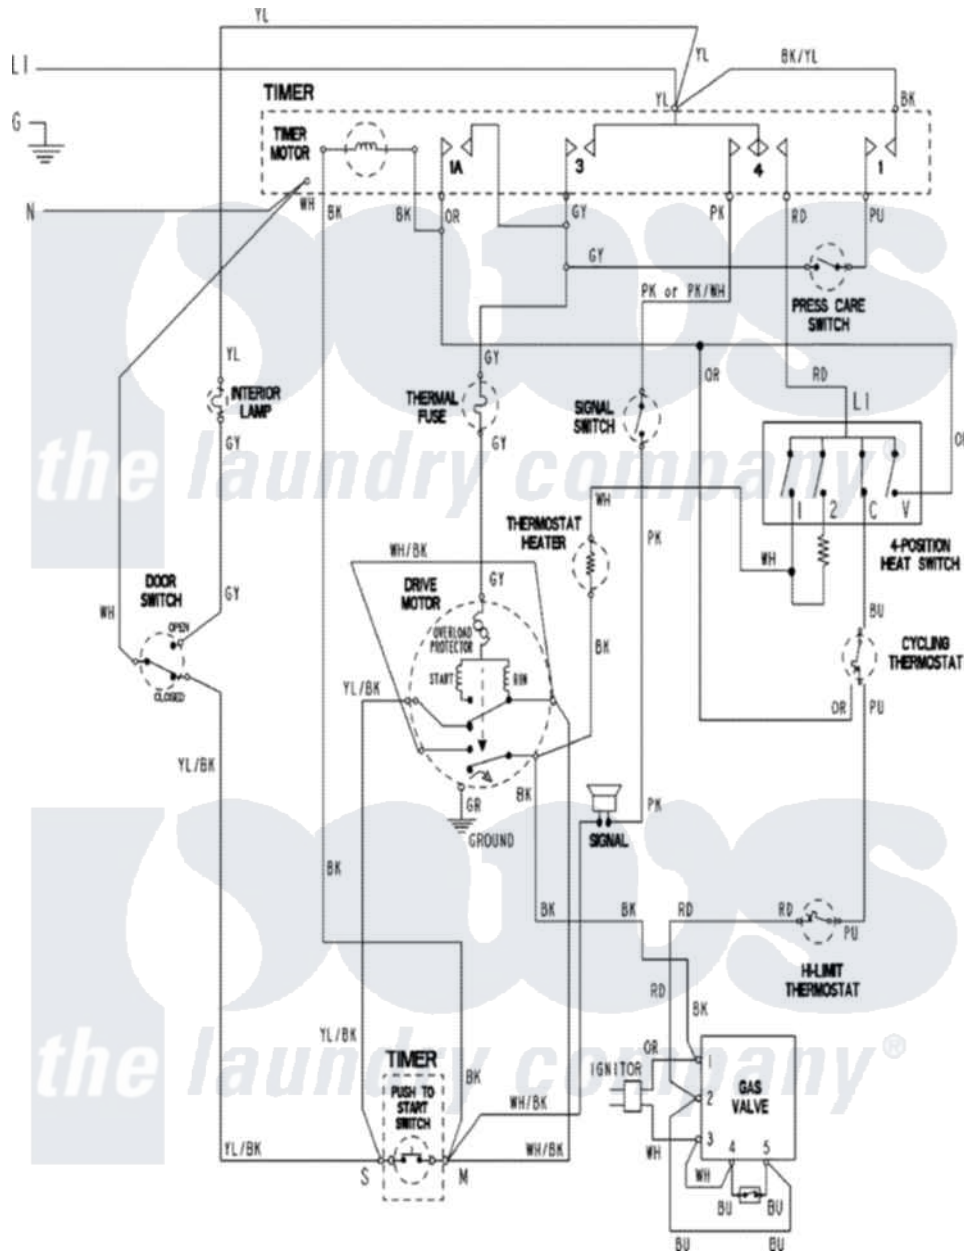 YL
L1
BK/YL
YL
TIMER
YL
BK
G
TIMER
MOTOR
1A
3
4
1
N
WH
BK
BK
OR
GY
PK
RD
PU
GY
PK or PK/WH
PRESS CARE
SWITCH
YL
GY
OR
RD
INTERIOR
LAMP
THERMAL
FUSE
SIGNAL
SWITCH
L1
GY
GY
the laundry company®
1
2
C
V
WH
THERMOSTAT
HEATER
4-POSITION
HEAT SWITCH
WH/BK
PK
WH
DOOR
SWITCH
DRIVE
MOTOR
GY
GY
WH
OPEN
OVERLOAD
PROTECTOR
BK
BU
CYCLING
THERMOSTAT
START
RUN
CLOSED
YL/BK
OR
PU
YL/BK
GR
BK
GROUND
SIGNAL
PK
BK
BK
BK
RD
RD
PU
HI-LIMIT
THERMOSTAT
RD
BK
the laundry company®
YL/BK
OR
TIMER
BK
IGNITOR
1
PUSH TO
START
SWITCH
WH/BK
2
GAS
VALVE
3
YL/BK
WH/BK
WH
4
5
S
M
WH
BU
BU
BU
BU